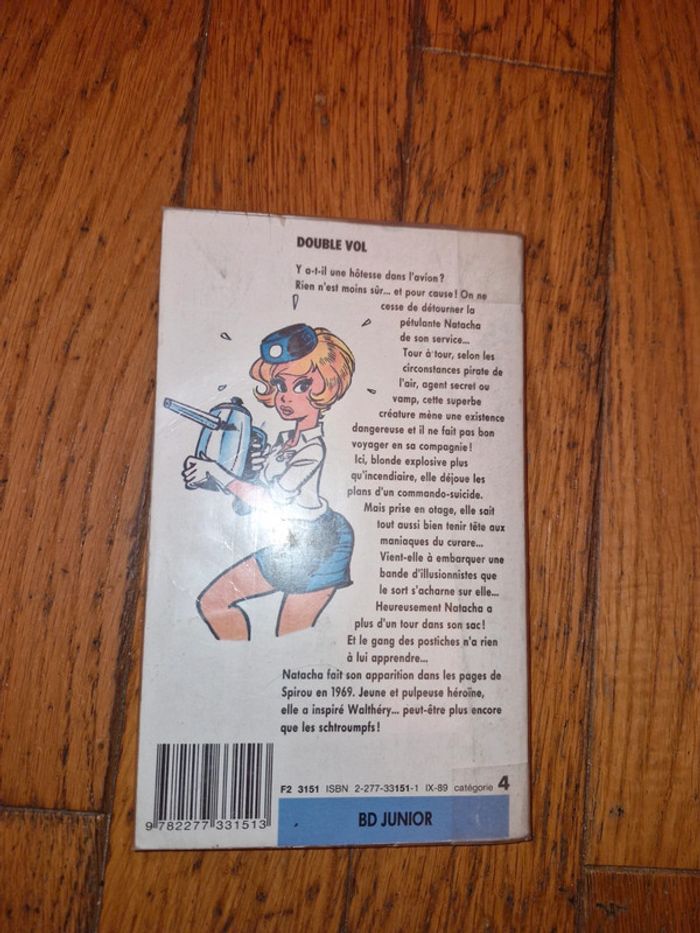 DOUBLE VOL
Y a-t-il une hôtesse dans l'avion?
Rien n'est moins sûr... et pour cause! On ne
cesse de détourner la
pétulante Natacha
de son service...
Tour à tour, selon les
circonstances pirate de
l'air, agent secret ou
vamp, cette superbe
créature mène une existence
dangereuse et il ne fait pas bon
voyager en sa compagnie!
Ici, blonde explosive plus
qu'incendiaire, elle déjoue les
plans d'un commando-suicide.
Mais prise en otage, elle sait
tout aussi bien tenir tête aux
maniaques du curare...
Vient-elle à embarquer une
bande d'illusionnistes que
le sort s'acharne sur elle...
Heureusement Natacha a
plus d'un tour dans son sac!
Et le gang des postiches n'a rien
à lui apprendre...
Natacha fait son apparition dans les pages de
Spirou en 1969. Jeune et pulpeuse héroïne,
elle a inspiré Walthéry... peut-être plus encore
que les schtroumpfs!
F2 3151 ISBN 2-277-33151-1 IX-89 catégorie 4
9 782277 331513
BD JUNIOR